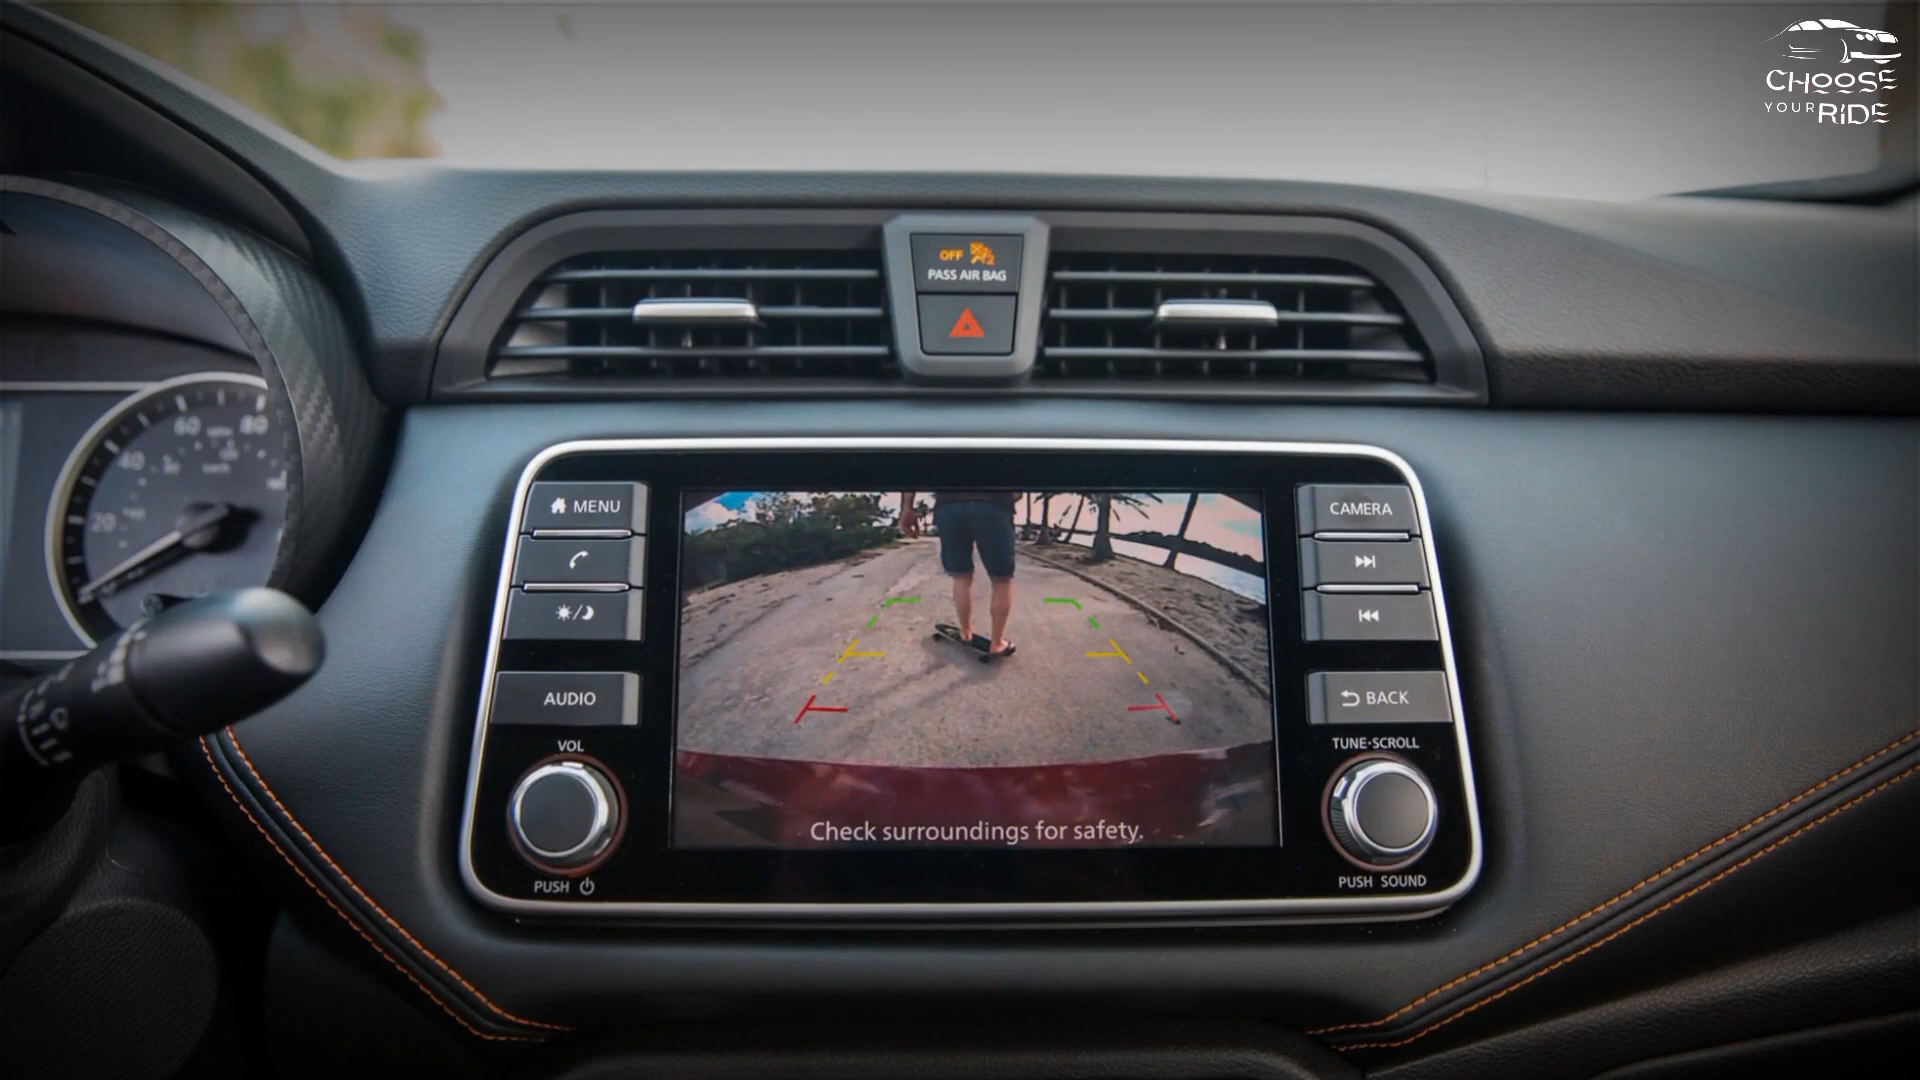 CHOOSE
YOUR RIDE
OFF
PASS AIR BAG
60 80
40
20
MENU
AUDIO
VOL
PUSH
CAMERA
BACK
TUNE·SCROLL
PUSH SOUND
Check surroundings for safety.